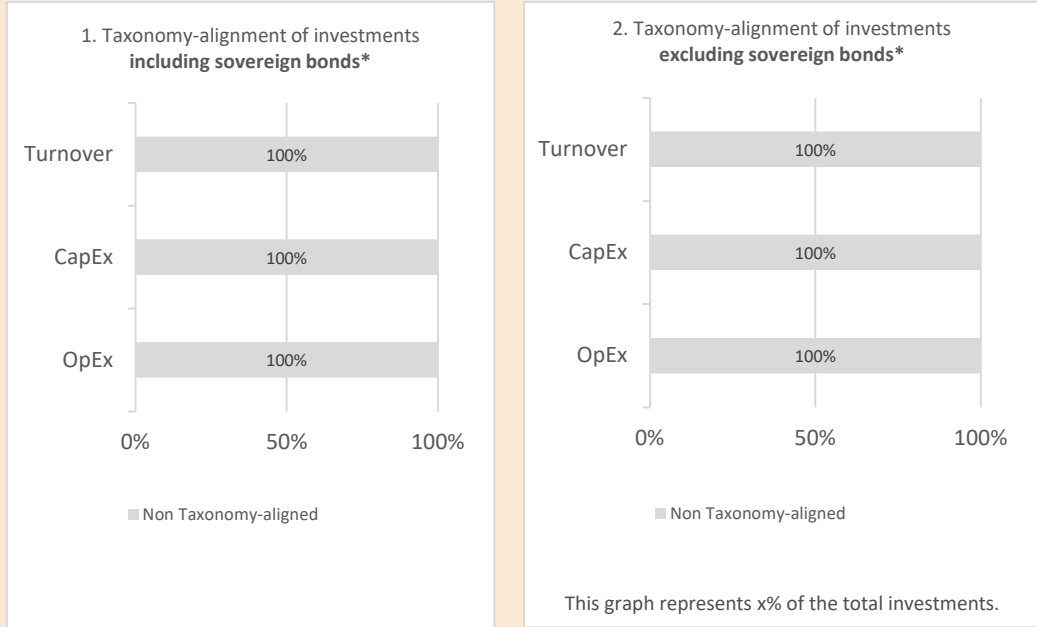 1. Taxonomy-alignment of investments
including sovereign bonds*
Turnover
100%
CapEx
100%
OpEx
100%
0%
50%
100%
Non Taxonomy-aligned
2. Taxonomy-alignment of investments
excluding sovereign bonds*
Turnover
100%
CapEx
100%
OpEx
100%
0%
50%
100%
Non Taxonomy-aligned
This graph represents x% of the total investments.